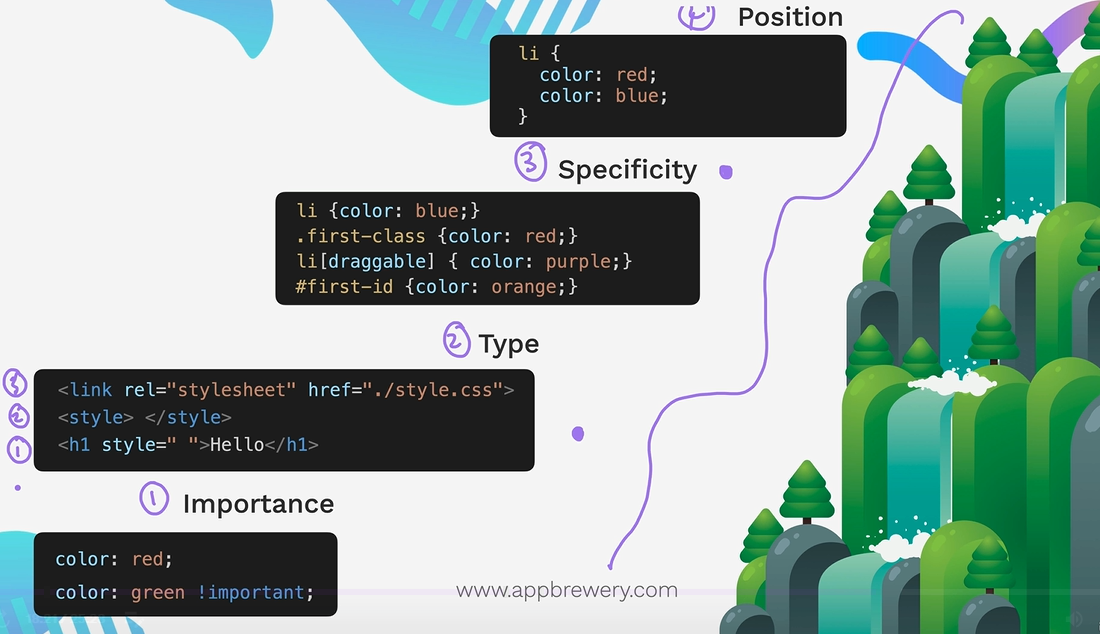 4 Position
li {
color: red;
color: blue;
}
3 Specificity
li {color: blue;}
.first-class {color: red;}
li[draggable] { color: purple;}
#first-id {color: orange;}
2 Type
3 <link rel="stylesheet" href="./style.css">
2 <style> </style>
1 <h1 style=" ">Hello</h1>
1 Importance
color: red;
color: green !important;
www.appbrewery.com